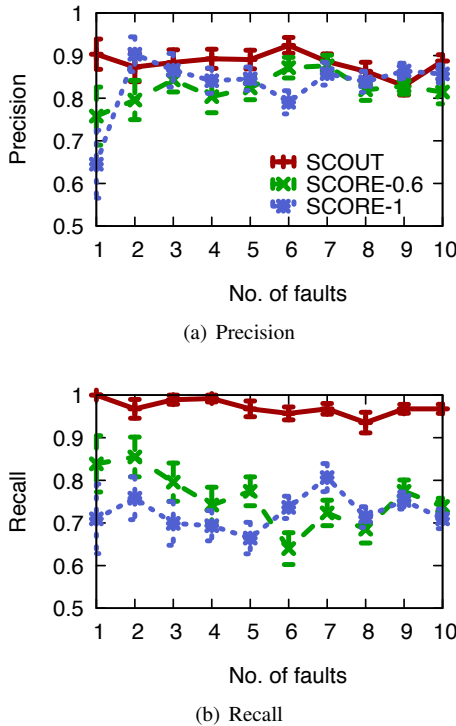 1
0.9
0.8
0.7
0.6
0.5
Precision
SCOUT
SCORE-0.6
SCORE-1
1 2 3 4 5 6 7 8 9 10
No. of faults
(a) Precision
1
0.9
0.8
0.7
0.6
0.5
Recall
1 2 3 4 5 6 7 8 9 10
No. of faults
(b) Recall